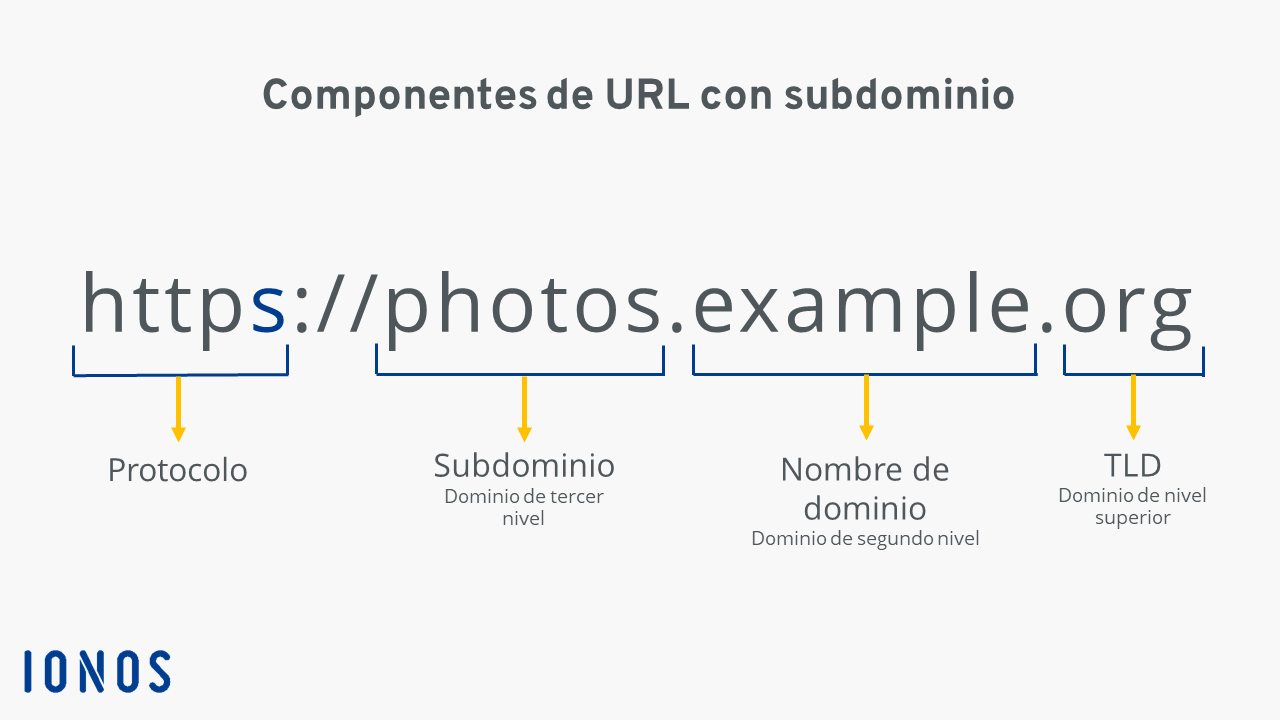 Componentes de URL con subdominio
https://photos.example.org
Protocolo
Subdominio
Dominio de tercer
nivel
Nombre de
dominio
Dominio de segundo nivel
TLD
Dominio de nivel
superior
IONOS